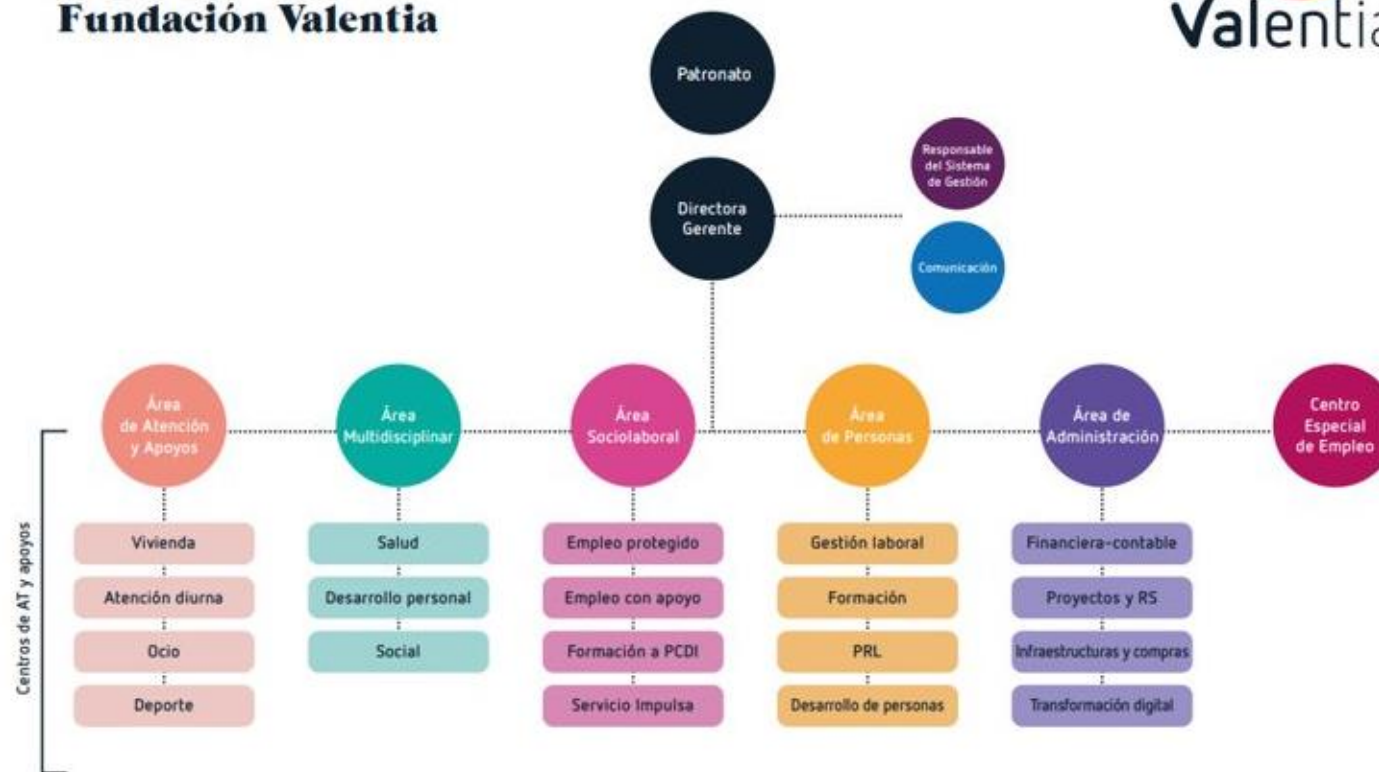 Fundación Valentia
Valentia
Patronato
Responsable
del Sistema
de Gestión
Directora
Gerente
Comunicación
Área
de Atención
y Apoyos
Área
Multidisciplinar
Área
Sociolaboral
Área
de Personas
Área de
Administración
Centro
Especial
de Empleo
Centros de AT y apoyos
Vivienda
Atención diurna
Ocio
Deporte
Salud
Desarrollo personal
Social
Empleo protegido
Empleo con apoyo
Formación a PCDI
Servicio Impulsa
Gestión laboral
Formación
PRL
Desarrollo de personas
Financiera-contable
Proyectos y RS
Infraestructuras y compras
Transformación digital